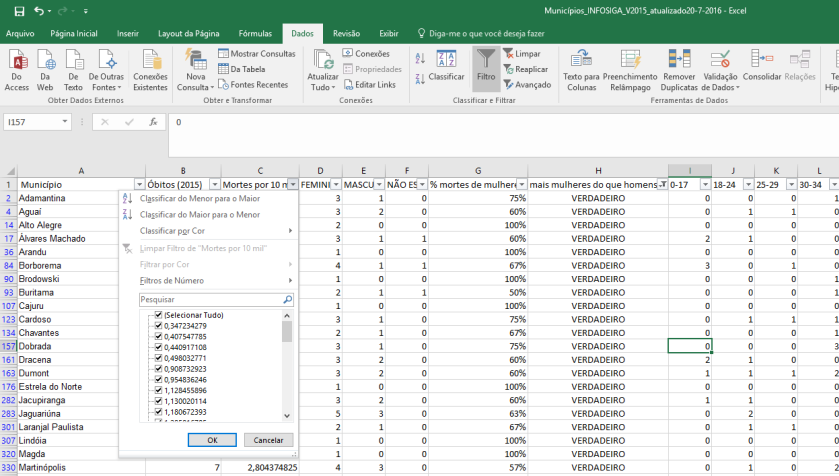 Municípios_INFOSIGA_V2015_atualizado20-7-2016 - Excel
Arquivo Página Inicial Inserir Layout da Página Fórmulas Dados Revisão Exibir Diga-me o que você deseja fazer
Do Access
Da Web
De Texto
De Outras Fontes
Conexões Existentes
Obter Dados Externos
Nova Consulta
Mostrar Consultas
Da Tabela
Fontes Recentes
Obter e Transformar
Atualizar Tudo
Conexões
Propriedades
Editar Links
Conexões
Classificar
Filtro
Limpar
Reaplicar
Avançado
Classificar e Filtrar
Texto para Colunas
Preenchimento Relâmpago
Remover Duplicatas
Validação de Dados
Consolidar
Relações
Ferramentas de Dados
I157 fx 0
A B C D E F G H I J K L
1 Município Óbitos (2015) Mortes por 10 m FEMINI MASCU NÃO ES % mortes de mulhere mais mulheres do que homens 0-17 18-24 25-29 30-34
2 Adamantina 3 1 0 75% VERDADEIRO 0 0 0 1
4 Aguaí 3 2 0 60% VERDADEIRO 0 1 1 0
14 Alto Alegre 2 0 0 100% VERDADEIRO 0 0 0 0
17 Álvares Machado 3 1 1 60% VERDADEIRO 2 1 0 0
36 Arandu 1 0 0 100% VERDADEIRO 0 0 0 0
84 Borborema 4 1 1 67% VERDADEIRO 3 0 1 0
90 Brodowski 1 0 0 100% VERDADEIRO 0 0 0 1
93 Buritama 2 1 1 50% VERDADEIRO 0 0 0 1
107 Cajuru 1 0 0 100% VERDADEIRO 0 0 0 0
123 Cardoso 3 1 0 75% VERDADEIRO 0 1 1 1
134 Chavantes 2 1 0 67% VERDADEIRO 0 0 0 1
157 Dobrada 3 1 0 75% VERDADEIRO 0 0 0 3
161 Dracena 3 2 0 60% VERDADEIRO 2 1 0 0
163 Dumont 3 2 0 60% VERDADEIRO 1 1 1 0
176 Estrela do Norte 1 0 0 100% VERDADEIRO 0 0 0 0
282 Jacupiranga 3 2 0 60% VERDADEIRO 1 1 0 0
283 Jaguariúna 5 3 0 63% VERDADEIRO 0 2 0 0
301 Laranjal Paulista 2 1 0 67% VERDADEIRO 0 1 1 0
307 Lindóia 1 0 0 100% VERDADEIRO 0 0 0 0
320 Magda 1 0 0 100% VERDADEIRO 0 0 0 0
330 Martinópolis 7 2,804374825 4 3 0 57% VERDADEIRO 0 1 0 2
Classificar do Menor para o Maior
Classificar do Maior para o Menor
Classificar por Cor
Limpar Filtro de "Mortes por 10 mil"
Filtrar por Cor
Filtros de Número
Pesquisar
(Selecionar Tudo)
0,347234279
0,407547785
0,440917108
0,498032771
0,908732923
0,954836246
1,128455896
1,130020114
1,180672393
OK Cancelar